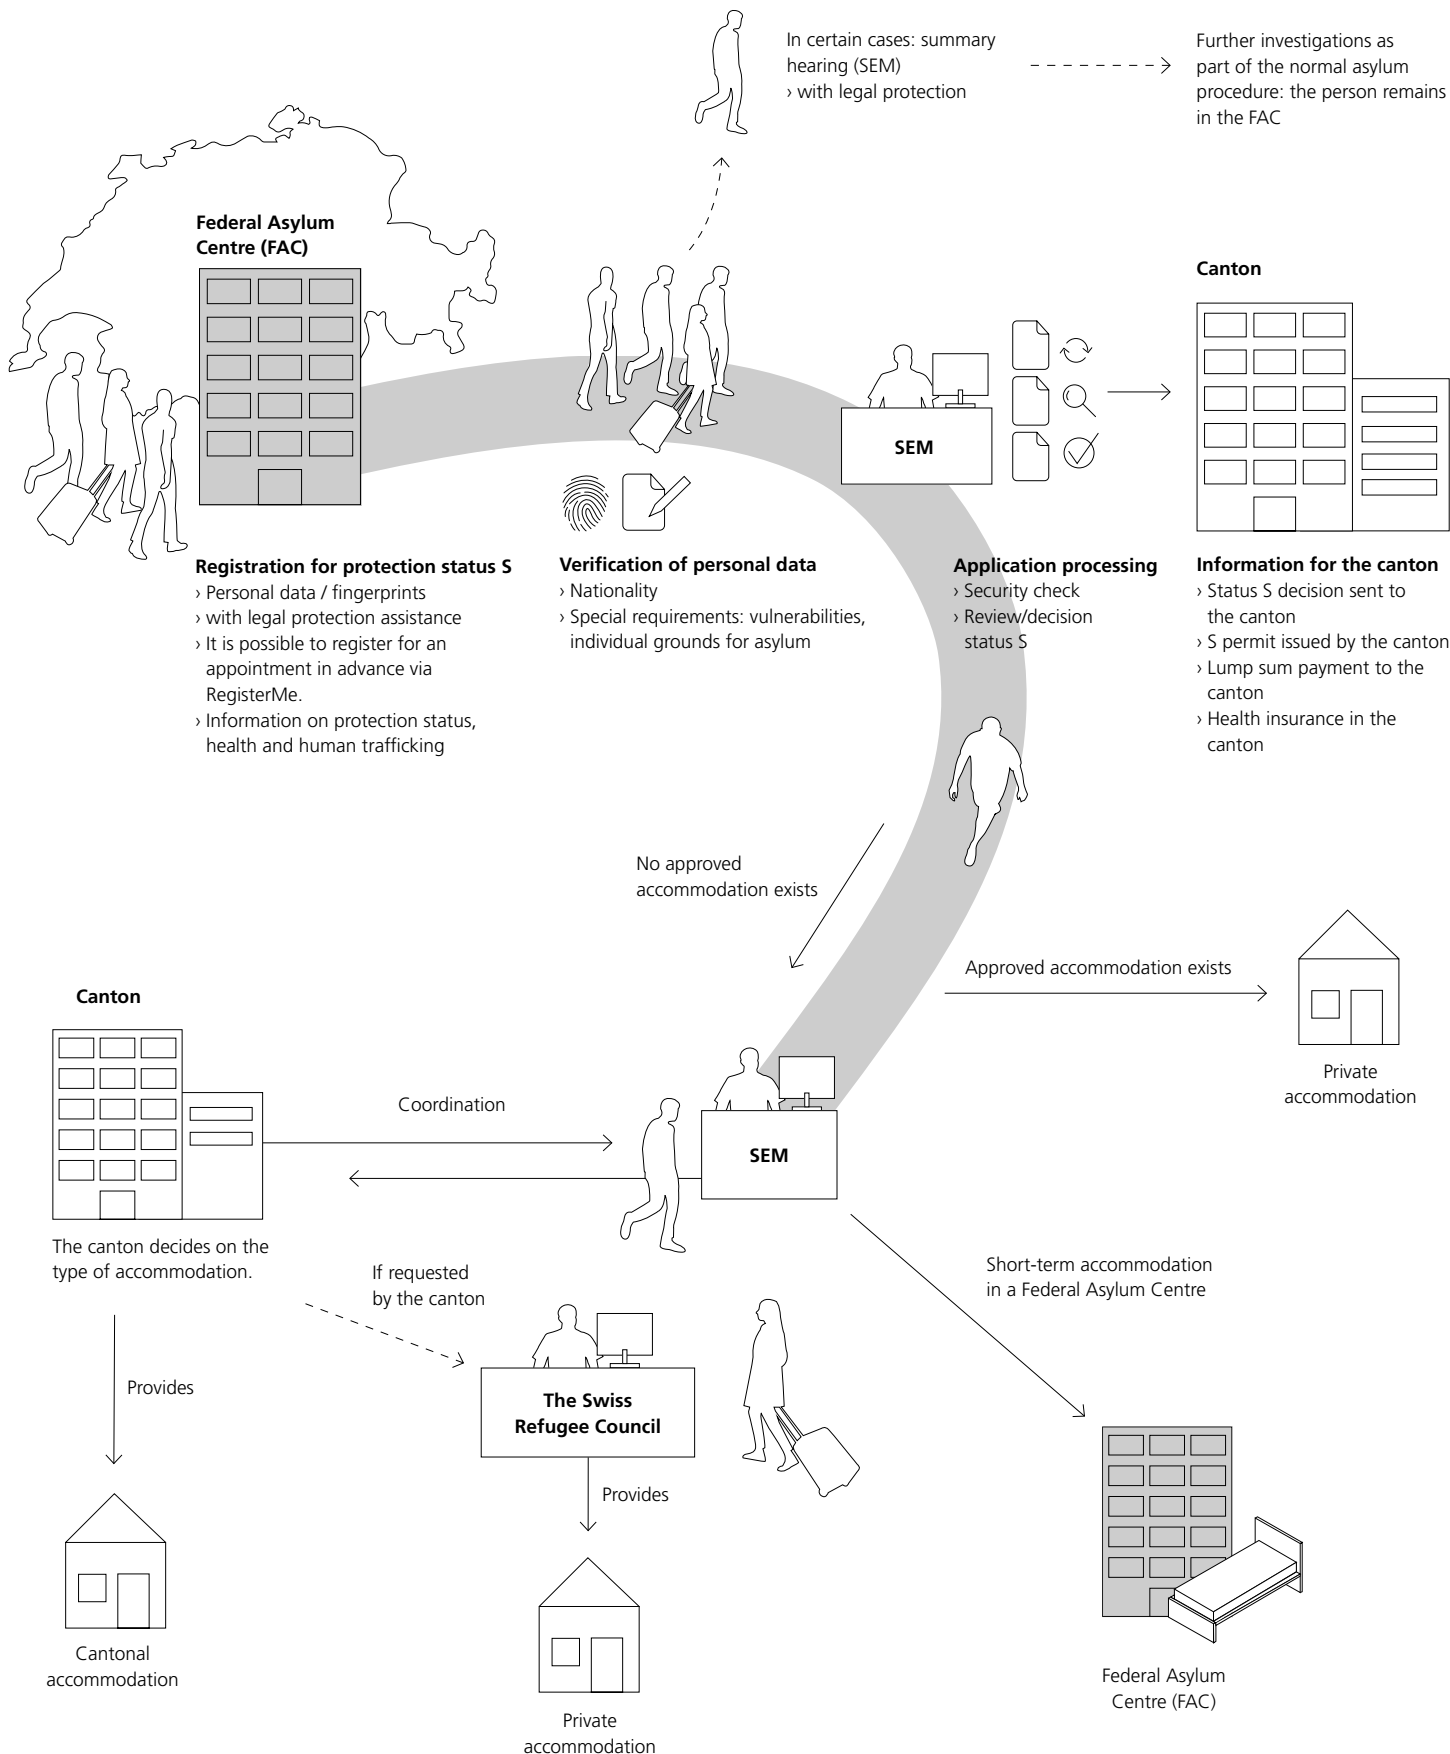 In certain cases: summary
hearing (SEM)
› with legal protection
Further investigations as
part of the normal asylum
procedure: the person remains
in the FAC
Federal Asylum
Centre (FAC)
Canton
SEM
Registration for protection status S
› Personal data / fingerprints
› with legal protection assistance
› It is possible to register for an
appointment in advance via
RegisterMe.
› Information on protection status,
health and human trafficking
Verification of personal data
› Nationality
› Special requirements: vulnerabilities,
individual grounds for asylum
Application processing
› Security check
› Review/decision
status S
Information for the canton
› Status S decision sent to
the canton
› S permit issued by the canton
› Lump sum payment to the
canton
› Health insurance in the
canton
No approved
accommodation exists
Approved accommodation exists
Private
accommodation
Canton
Coordination
SEM
The canton decides on the
type of accommodation.
If requested
by the canton
Short-term accommodation
in a Federal Asylum Centre
Provides
The Swiss
Refugee Council
Provides
Cantonal
accommodation
Private
accommodation
Federal Asylum
Centre (FAC)